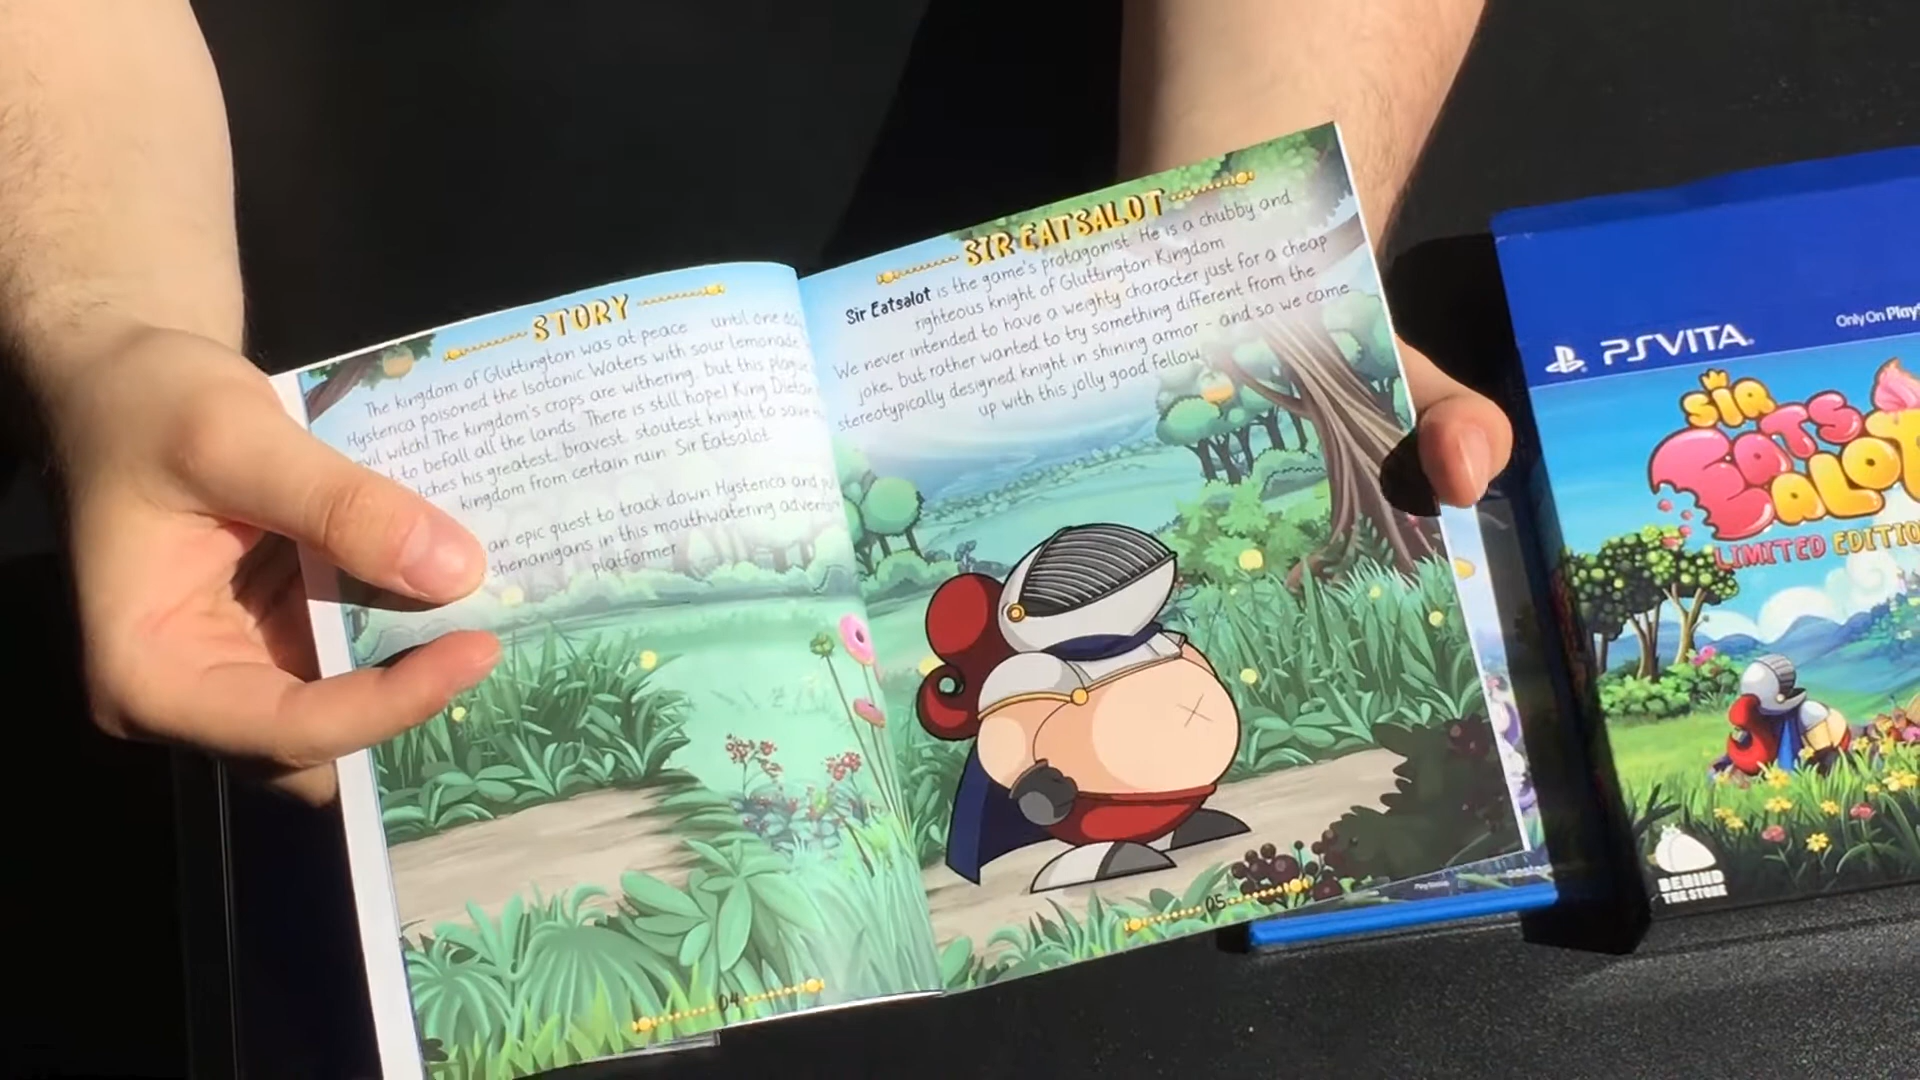 STORY
The kingdom of Gluttington was at peace until one
Hysterica poisoned the Isotonic Waters with sour lemonade
evil witch! The kingdom's crops are withering, but this plague
to befall all the lands. There is still hope! King
his greatest, bravest, stoutest knight to save
kingdom from certain ruin Sir Eatsalot
an epic quest to track down Hysterica and
shenanigans in this mouthwatering
platformer
04
SIR EATSALOT
Sir Eatsalot is the game's protagonist. He is a chubby and
righteous knight of Gluttington Kingdom
We never intended to have a weighty character just for a cheap
joke, but rather wanted to try something different from the
stereotypically designed knight in shining armor - and so we came
up with this jolly good fellow
05
PSVITA
Only On
SIR
EATS
ALOT
LIMITED EDITION
BEHIND
THE STONE